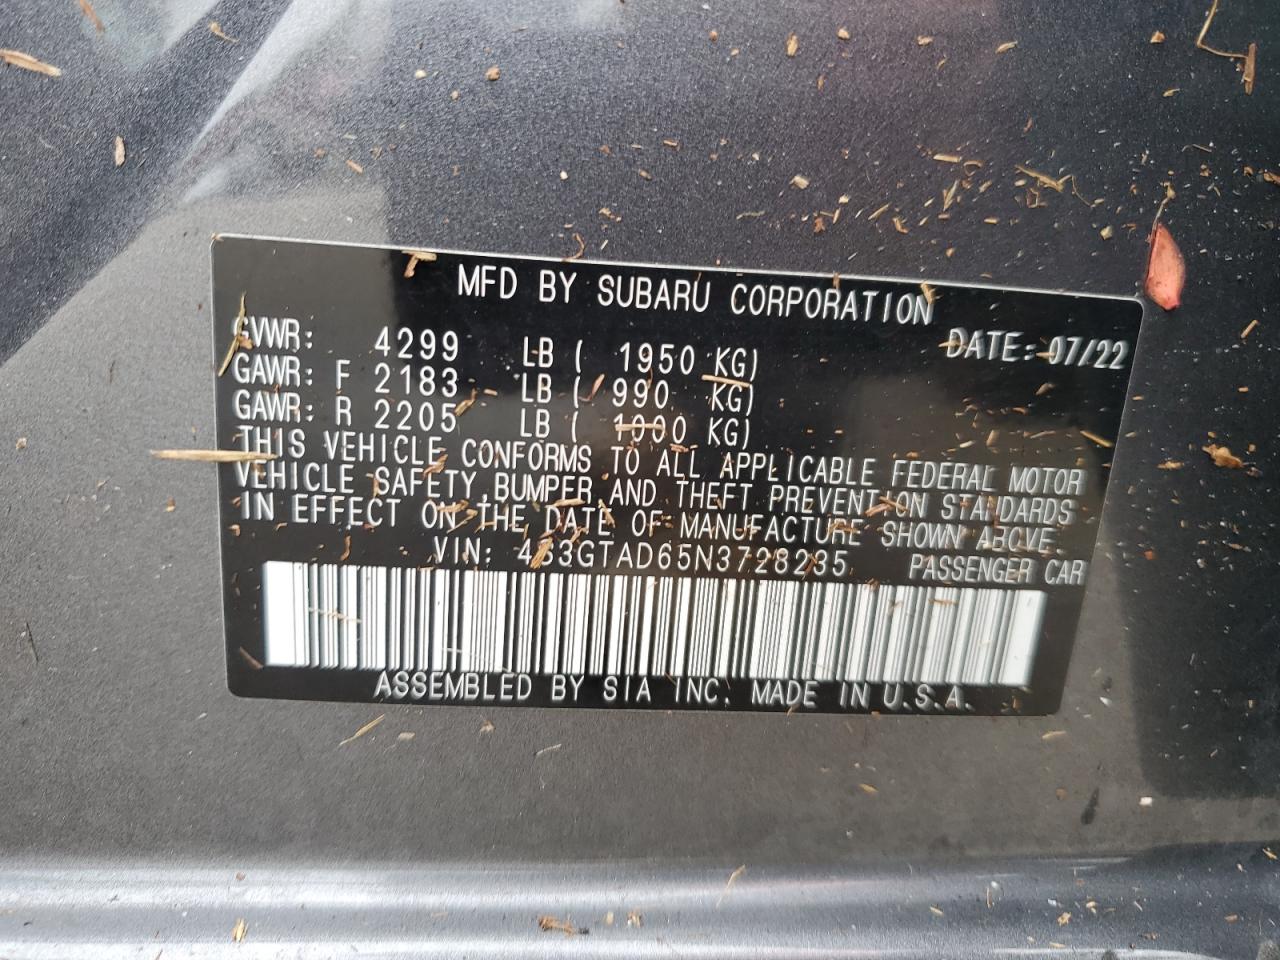 MFD BY SUBARU CORPORATION
DATE: 07/22
GVWR: 4299 LB ( 1950 KG)
GAWR: F 2183 LB ( 990 KG)
GAWR: R 2205 LB ( 1000 KG)
THIS VEHICLE CONFORMS TO ALL APPLICABLE FEDERAL MOTOR
VEHICLE SAFETY, BUMPER AND THEFT PREVENTION STANDARDS
IN EFFECT ON THE DATE OF MANUFACTURE SHOWN ABOVE.
VIN: 4S3GTAD65N3728235 PASSENGER CAR
ASSEMBLED BY SIA INC. MADE IN U.S.A.